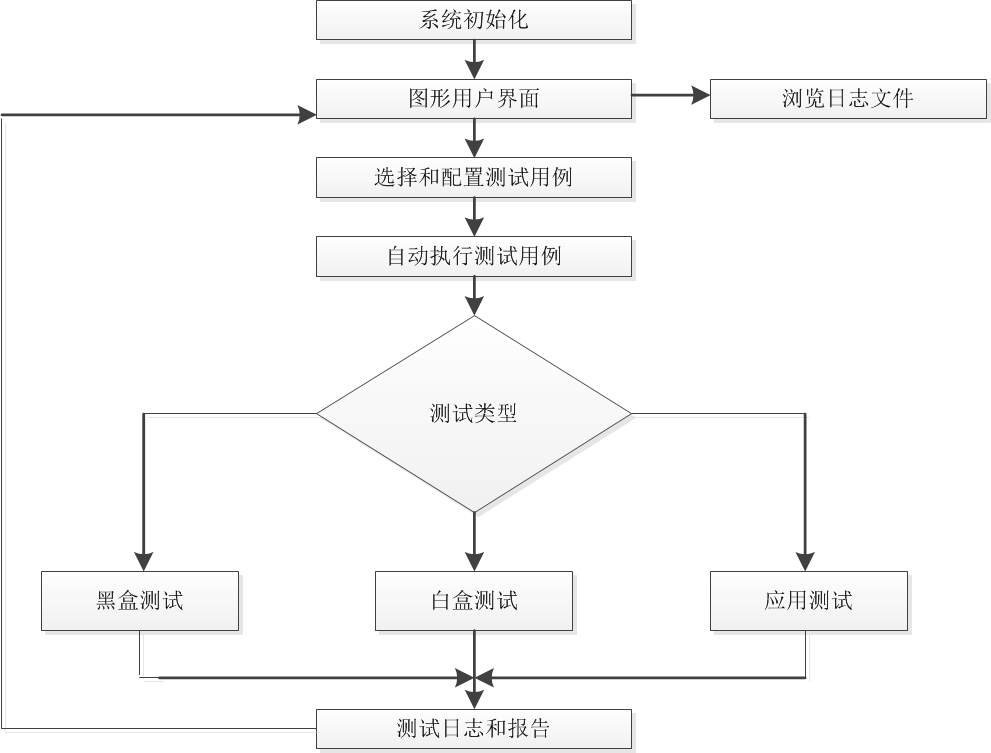 系统初始化
图形用户界面
浏览日志文件
选择和配置测试用例
自动执行测试用例
测试类型
黑盒测试
白盒测试
应用测试
测试日志和报告